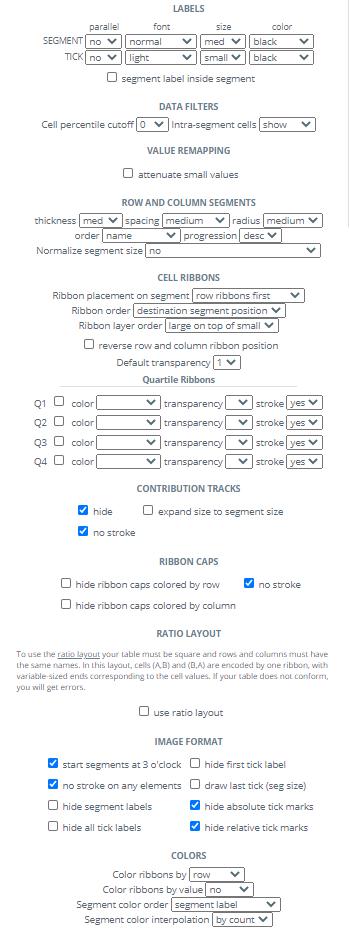 LABELS
parallel font size color
SEGMENT no normal med black
TICK no light small black
segment label inside segment
DATA FILTERS
Cell percentile cutoff 0 Intra-segment cells show
VALUE REMAPPING
attenuate small values
ROW AND COLUMN SEGMENTS
thickness med spacing medium radius medium
order name progression desc
Normalize segment size no
CELL RIBBONS
Ribbon placement on segment row ribbons first
Ribbon order destination segment position
Ribbon layer order large on top of small
reverse row and column ribbon position
Default transparency 1
Quartile Ribbons
Q1 color transparency stroke yes
Q2 color transparency stroke yes
Q3 color transparency stroke yes
Q4 color transparency stroke yes
CONTRIBUTION TRACKS
hide expand size to segment size
no stroke
RIBBON CAPS
hide ribbon caps colored by row no stroke
hide ribbon caps colored by column
RATIO LAYOUT
To use the ratio layout your table must be square and rows and columns must have
the same names. In this layout, cells (A,B) and (B,A) are encoded by one ribbon, with
variable-sized ends corresponding to the cell values. If your table does not conform,
you will get errors.
use ratio layout
IMAGE FORMAT
start segments at 3 o'clock hide first tick label
no stroke on any elements draw last tick (seg size)
hide segment labels hide absolute tick marks
hide all tick labels hide relative tick marks
COLORS
Color ribbons by row
Color ribbons by value no
Segment color order segment label
Segment color interpolation by count